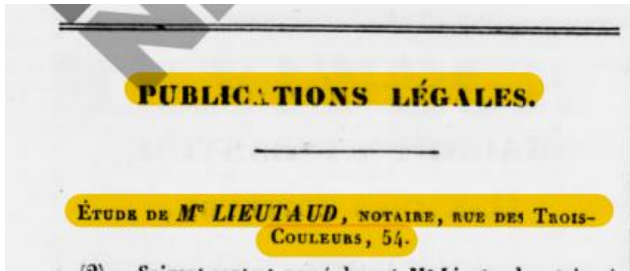 PUBLICATIONS LÉGALES.
ÉTUDE DE Mᵉ LIEUTAUD, NOTAIRE, RUE DES TROIS-
COULEURS, 54.